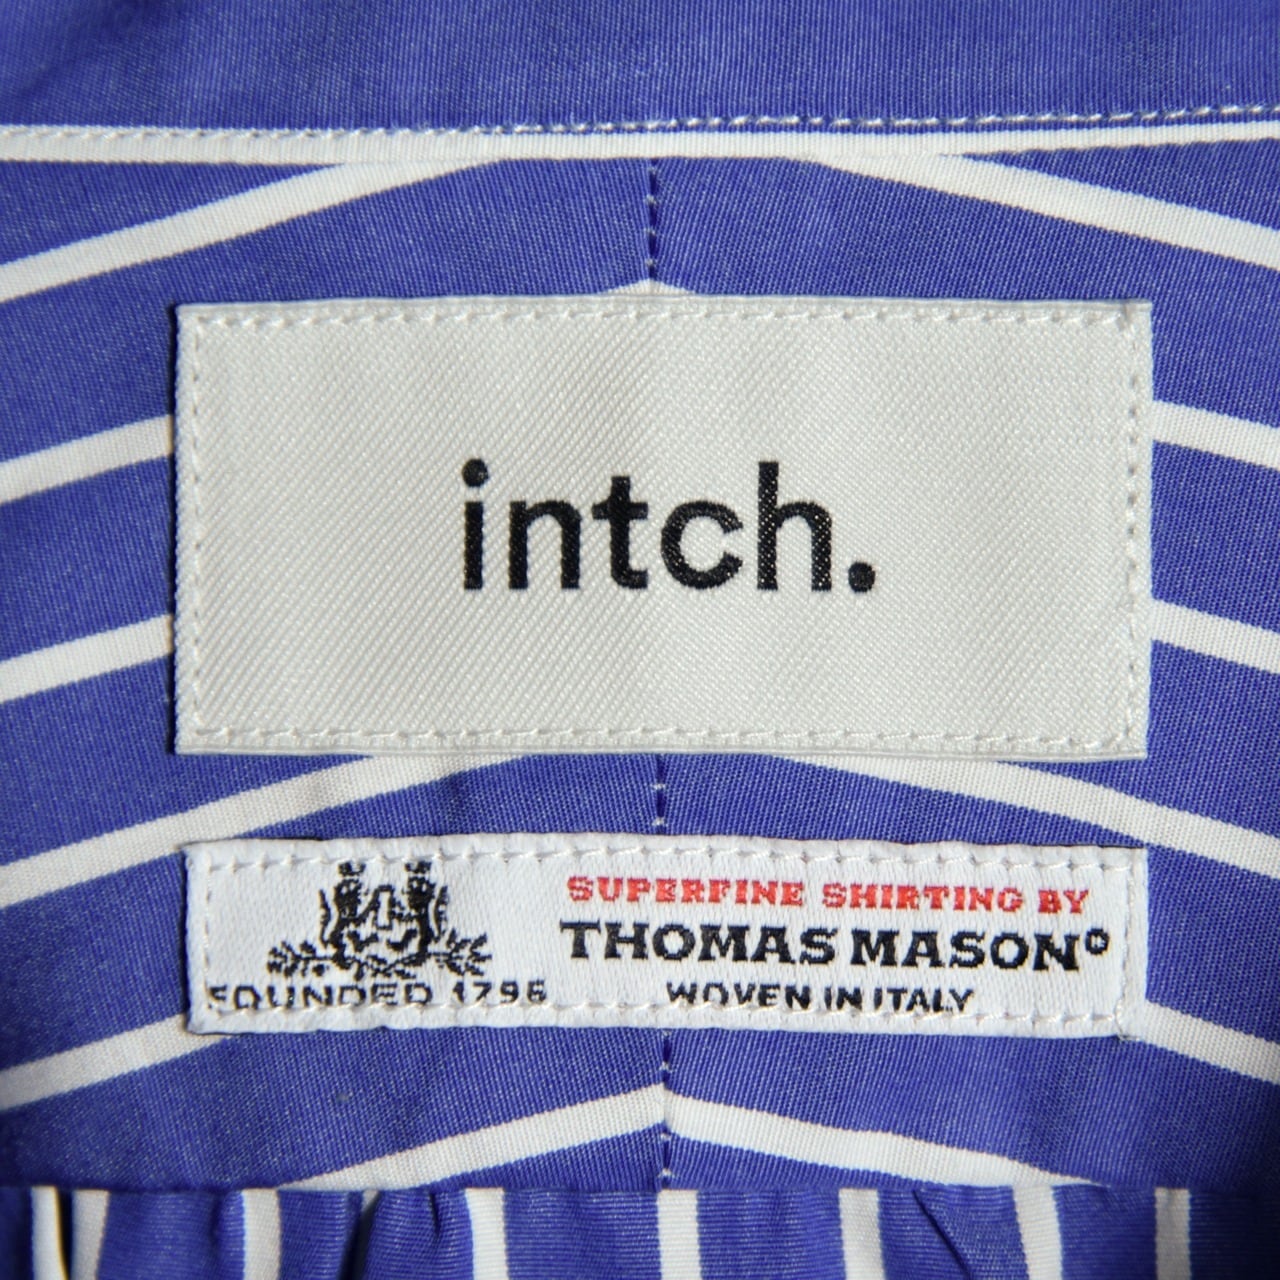 intch.
SUPERFINE SHIRTING BY
THOMAS MASON®
FOUNDED 1796
WOVEN IN ITALY